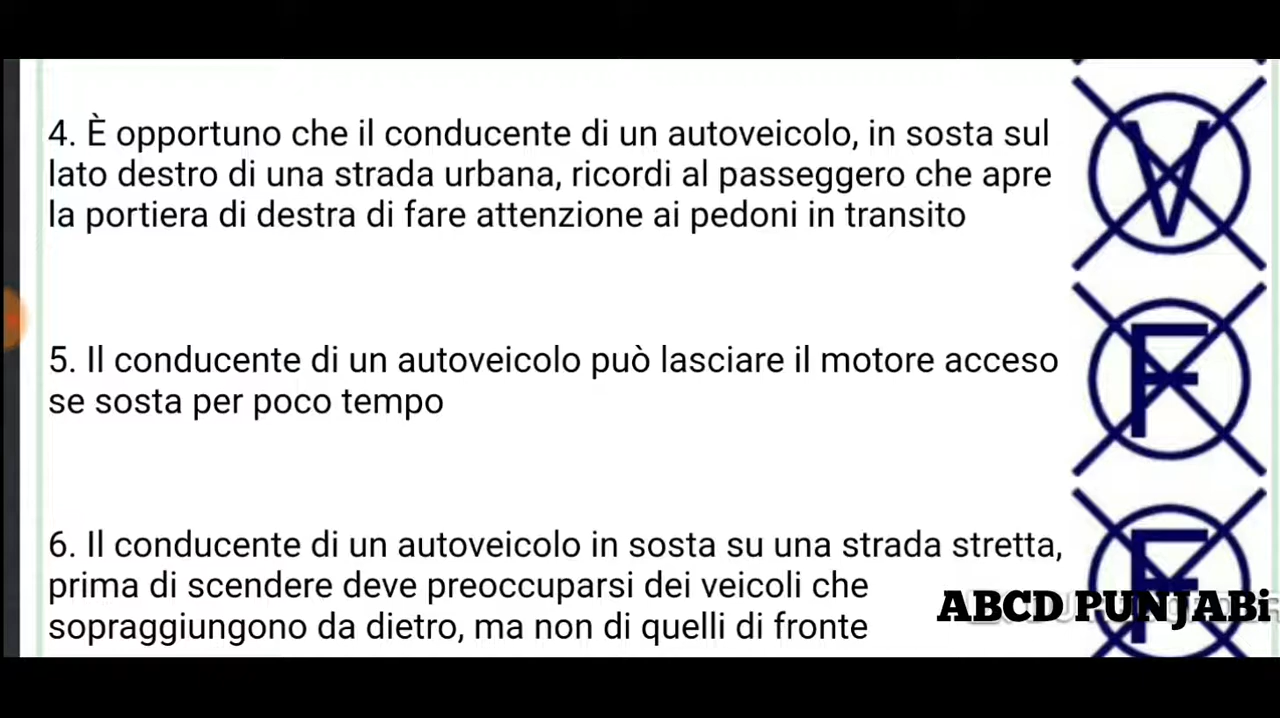 4. È opportuno che il conducente di un autoveicolo, in sosta sul
lato destro di una strada urbana, ricordi al passeggero che apre
la portiera di destra di fare attenzione ai pedoni in transito
V
5. Il conducente di un autoveicolo può lasciare il motore acceso
se sosta per poco tempo
F
6. Il conducente di un autoveicolo in sosta su una strada stretta,
prima di scendere deve preoccuparsi dei veicoli che
sopraggiungono da dietro, ma non di quelli di fronte
F
ABCD PUNJABi